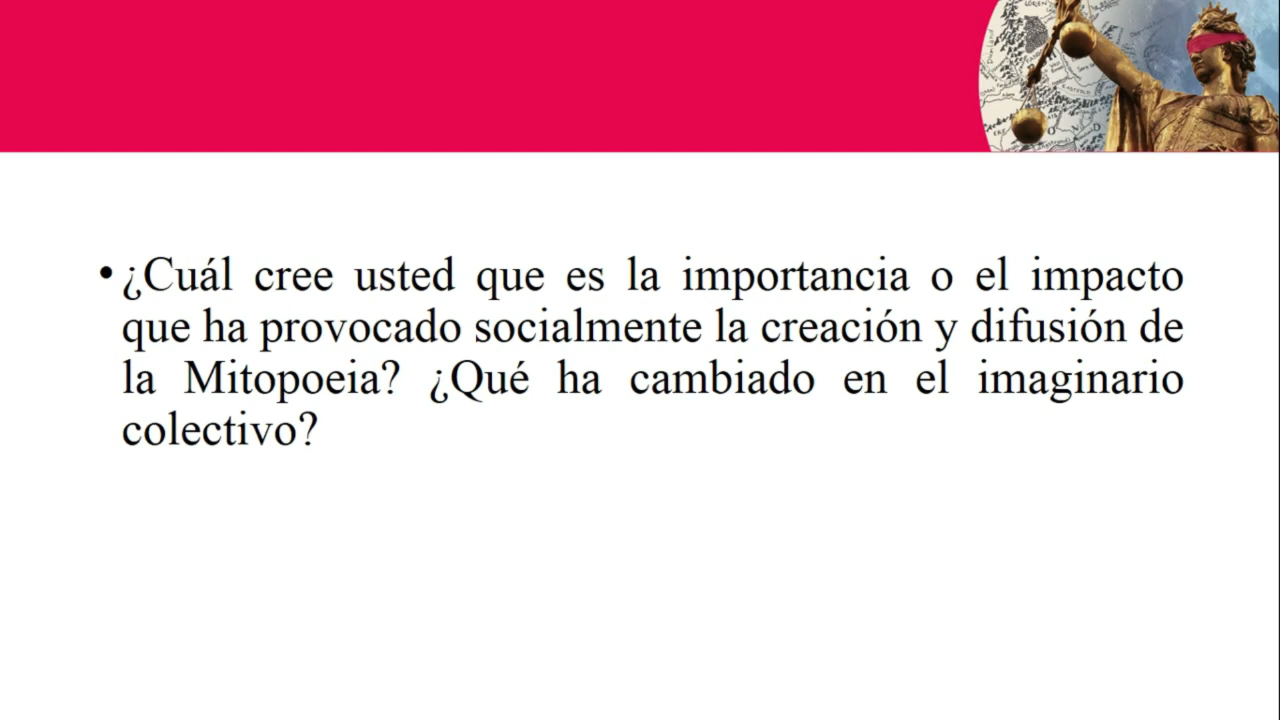 • ¿Cuál cree usted que es la importancia o el impacto
que ha provocado socialmente la creación y difusión de
la Mitopoeia? ¿Qué ha cambiado en el imaginario
colectivo?